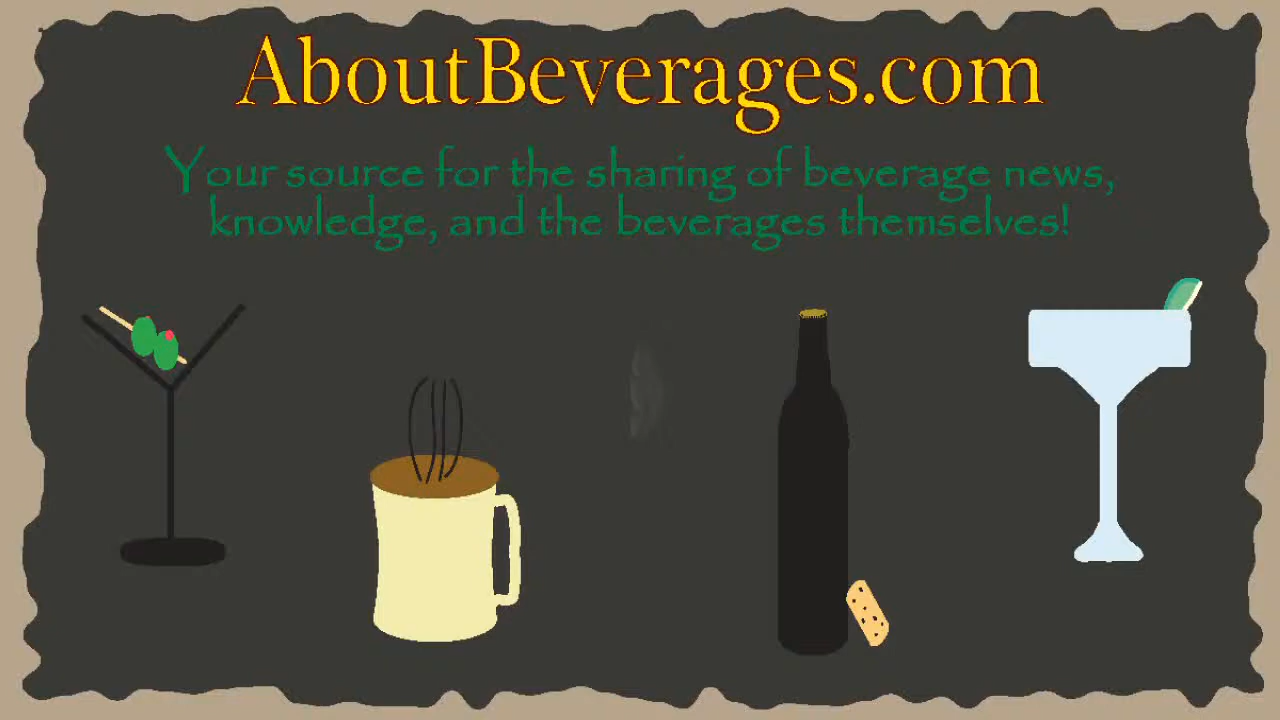 AboutBeverages.com
Your source for the sharing of beverage news,
knowledge, and the beverages themselves!